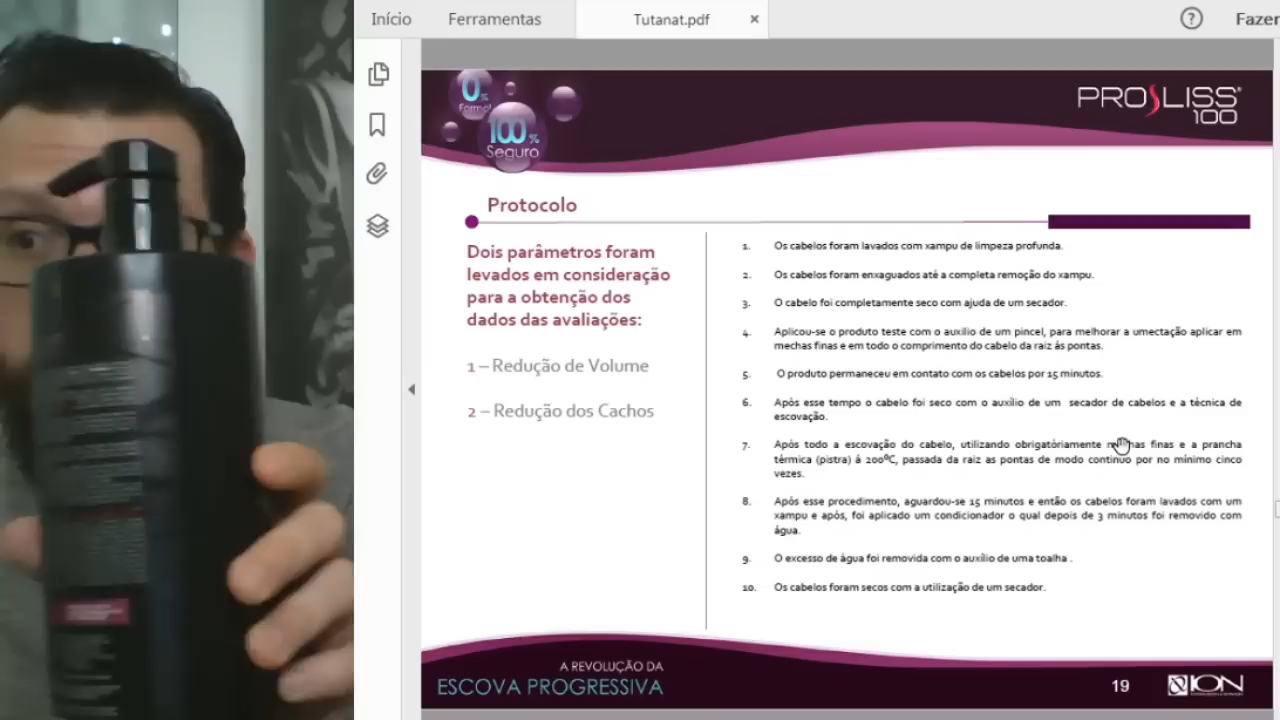 Início Ferramentas Tutanat.pdf × ? Fazer
0%
Formol
100%
Seguro
PROSLISS®
100
Protocolo
Dois parâmetros foram
levados em consideração
para a obtenção dos
dados das avaliações:
1 – Redução de Volume
2 – Redução dos Cachos
1. Os cabelos foram lavados com xampu de limpeza profunda.
2. Os cabelos foram enxaguados até a completa remoção do xampu.
3. O cabelo foi completamente seco com ajuda de um secador.
4. Aplicou-se o produto teste com o auxilio de um pincel, para melhorar a umectação aplicar em
mechas finas e em todo o comprimento do cabelo da raiz ás pontas.
5. O produto permaneceu em contato com os cabelos por 15 minutos.
6. Após esse tempo o cabelo foi seco com o auxílio de um secador de cabelos e a técnica de
escovação.
7. Após todo a escovação do cabelo, utilizando obrigatóriamente finas e a prancha
térmica (pistra) á 200ºC, passada da raiz as pontas de modo continuo por no mínimo cinco
vezes.
8. Após esse procedimento, aguardou-se 15 minutos e então os cabelos foram lavados com um
xampu e após, foi aplicado um condicionador o qual depois de 3 minutos foi removido com
água.
9. O excesso de água foi removida com o auxílio de uma toalha .
10. Os cabelos foram secos com a utilização de um secador.
A REVOLUÇÃO DA
ESCOVA PROGRESSIVA
19
ION